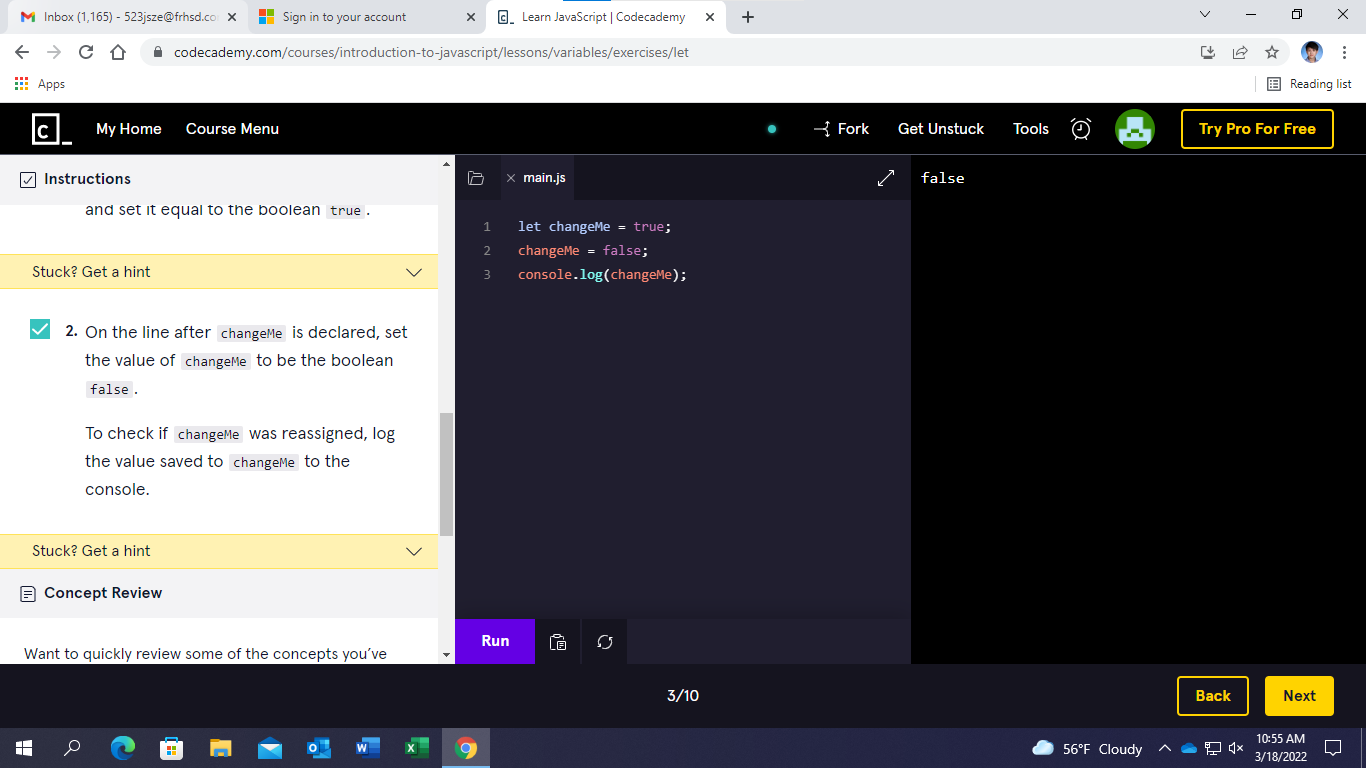 Inbox (1,165) - 523jsze@frhsd.co
Sign in to your account
Learn JavaScript | Codecademy
codecademy.com/courses/introduction-to-javascript/lessons/variables/exercises/let
Apps
Reading list
c_
My Home
Course Menu
Fork
Get Unstuck
Tools
Try Pro For Free
Instructions
main.js
false
and set it equal to the boolean true .
Stuck? Get a hint
2. On the line after changeMe is declared, set
the value of changeMe to be the boolean
false .
To check if changeMe was reassigned, log
the value saved to changeMe to the
console.
Stuck? Get a hint
Concept Review
Want to quickly review some of the concepts you’ve
1 let changeMe = true;
2 changeMe = false;
3 console.log(changeMe);
Run
3/10
Back
Next
56°F Cloudy
10:55 AM
3/18/2022